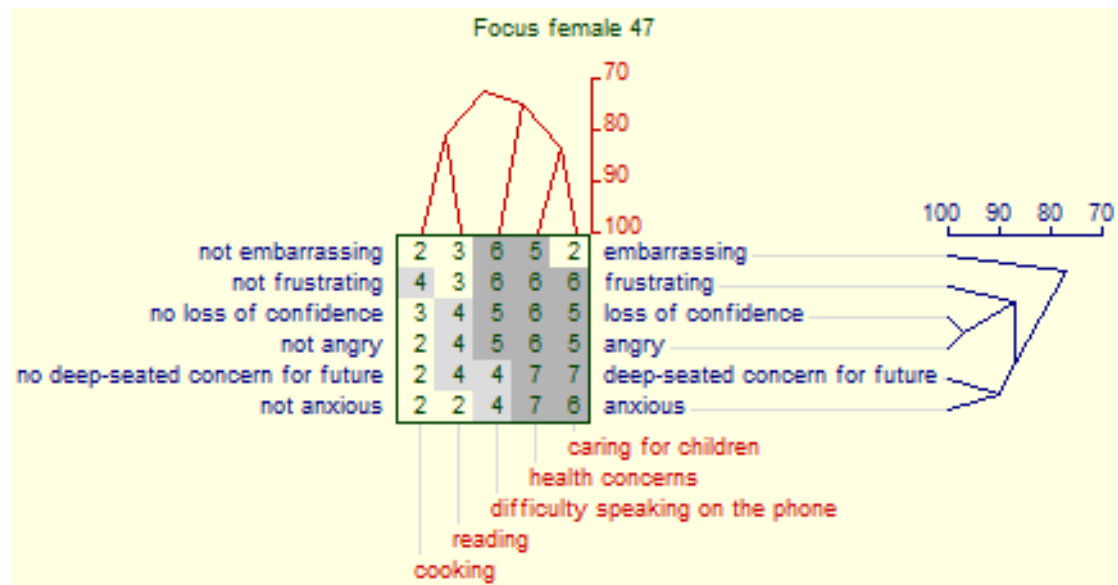 Focus female 47
70
80
90
100
100 90 80 70
not embarrassing 2 3 6 5 2 embarrassing
not frustrating 4 3 6 6 6 frustrating
no loss of confidence 3 4 5 6 5 loss of confidence
not angry 2 4 5 6 5 angry
no deep-seated concern for future 2 4 4 7 7 deep-seated concern for future
not anxious 2 2 4 7 6 anxious
caring for children
health concerns
difficulty speaking on the phone
reading
cooking